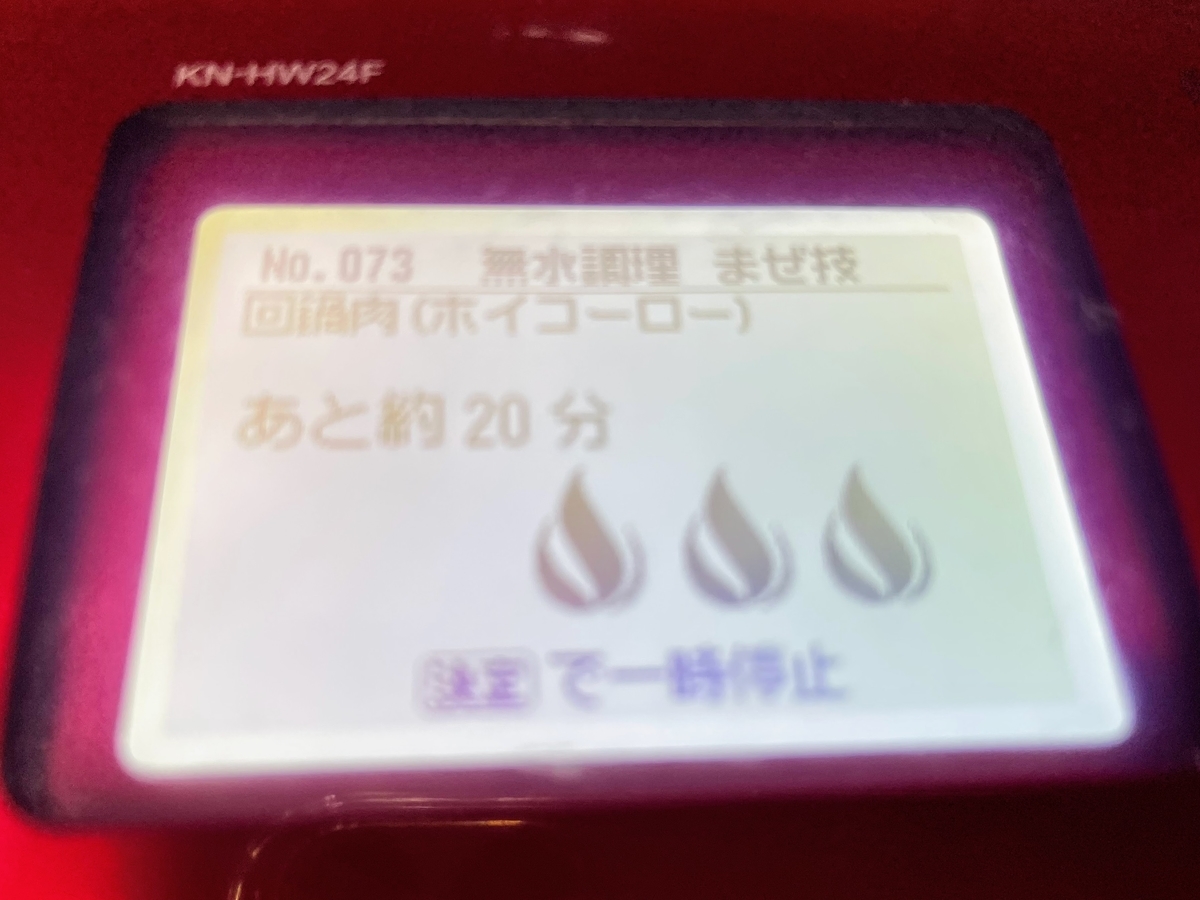 KN-HW24F
No.073 無水調理 まぜ技
回鍋肉(ホイコーロー)
あと約 20 分
決定 で一時停止